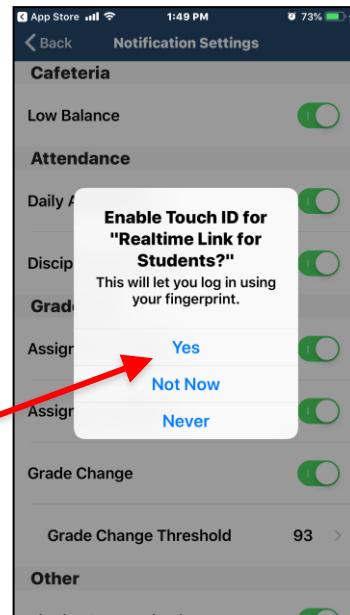 App Store 1:49 PM 73%
Back Notification Settings
Cafeteria
Low Balance
Attendance
Daily A
Enable Touch ID for
"Realtime Link for
Students?"
Discip
This will let you log in using
your fingerprint.
Grad
Assign
Yes
Not Now
Assign
Never
Grade Change
Grade Change Threshold 93
Other